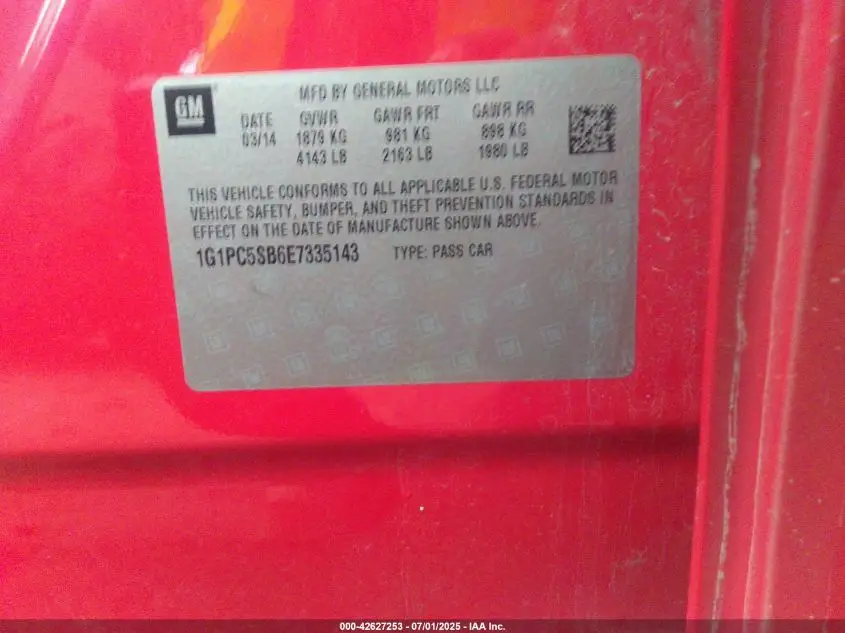 GM
MFD BY GENERAL MOTORS LLC
DATE GVWR GAWR FRT GAWR RR
03/14 1879 KG 981 KG 898 KG
4143 LB 2163 LB 1980 LB
THIS VEHICLE CONFORMS TO ALL APPLICABLE U.S. FEDERAL MOTOR
VEHICLE SAFETY, BUMPER, AND THEFT PREVENTION STANDARDS IN
EFFECT ON THE DATE OF MANUFACTURE SHOWN ABOVE.
1G1PC5SB6E7335143 TYPE: PASS CAR
000-42627253 - 07/01/2025 - IAA Inc.